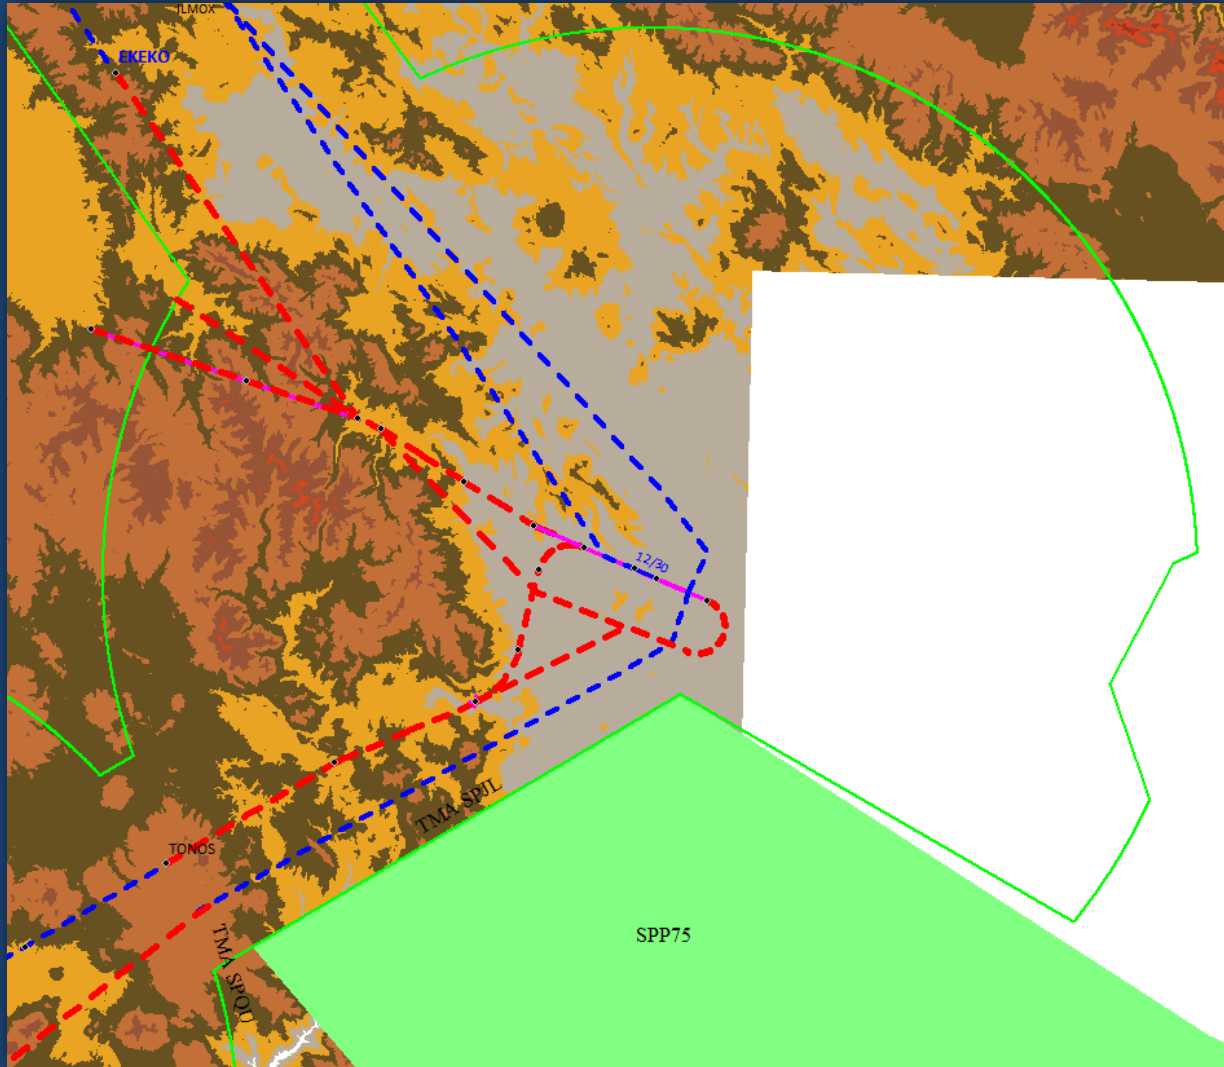 ILMOX
EKEKO
12/30
TMA SPJL
TONOS
SPP75
TMA SPQU